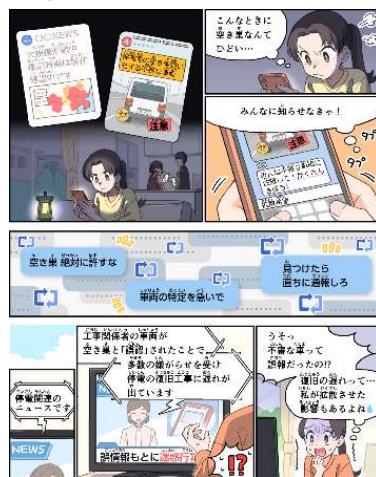 OCNEWS
注意
こんなときに
空き巣なんて
ひどい…
みんなに知らせなきゃ！
タプ
タプ
注意
空き巣 絶対に許すな
車両の特定を急いで
見つけたら
直ちに通報しろ
停電関連の
ニュースです
NEWS
工事関係者の車両が
空き巣と「誤認」されたことで、
多数の嫌がらせを受け
停電の復旧工事に遅れが
出ています
誤情報もとに迷惑行為
!?
うそっ
不審な車って
誤報だったの!?
復旧の遅れって…
私が拡散させた
影響もあるよね